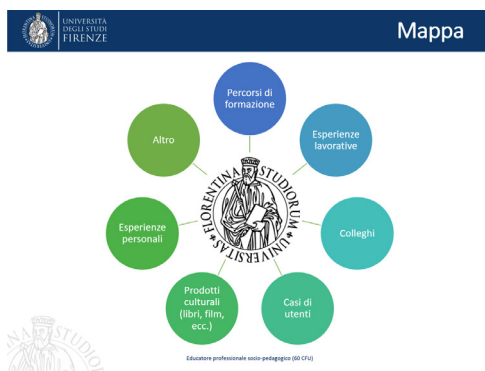 UNIVERSITÀ
DEGLI STUDI
FIRENZE
Mappa
Percorsi di
formazione
Altro
Esperienze
lavorative
FLORENTINA STUDIORUM UNIVERSITAS
Esperienze
personali
Colleghi
Prodotti
culturali
(libri, film,
ecc.)
Casi di
utenti
Educatore professionale socio-pedagogico (60 CFU)